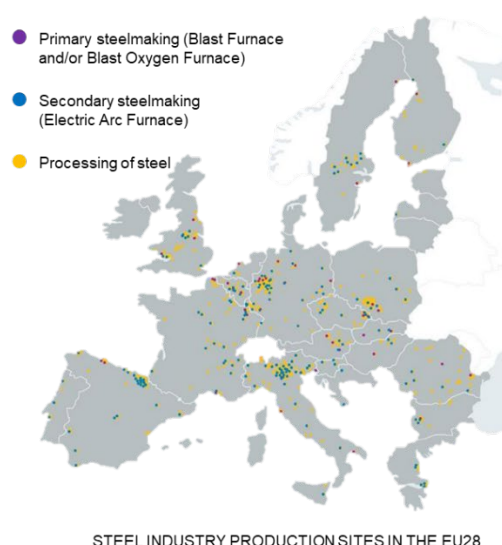 Primary steelmaking (Blast Furnace
and/or Blast Oxygen Furnace)
Secondary steelmaking
(Electric Arc Furnace)
Processing of steel
STEEL INDUSTRY PRODUCTION SITES IN THE EU28